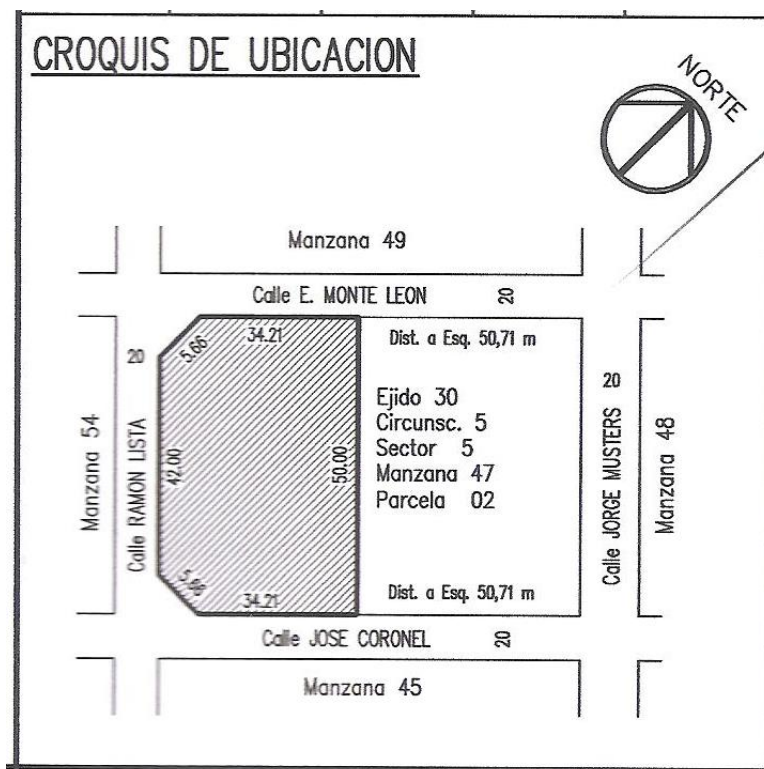 CROQUIS DE UBICACION
NORTE
Manzana 49
Calle E. MONTE LEON
20
5.66
34.21
Dist. a Esq. 50,71 m
20
Manzana 54
Calle RAMON LISTA
42.00
50.00
Ejido 30
Circunsc. 5
Sector 5
Manzana 47
Parcela 02
20
Calle JORGE MUSTERS
Manzana 48
5.66
34.21
Dist. a Esq. 50,71 m
Calle JOSE CORONEL
20
Manzana 45